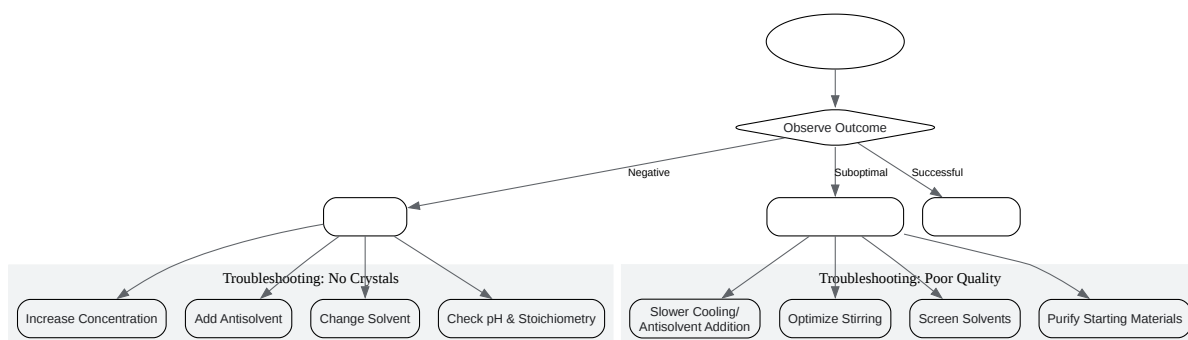 Observe Outcome
Negative
Suboptimal
Successful
Troubleshooting: No Crystals
Troubleshooting: Poor Quality
Increase Concentration
Add Antisolvent
Change Solvent
Check pH & Stoichiometry
Slower Cooling/
Antisolvent Addition
Optimize Stirring
Screen Solvents
Purify Starting Materials